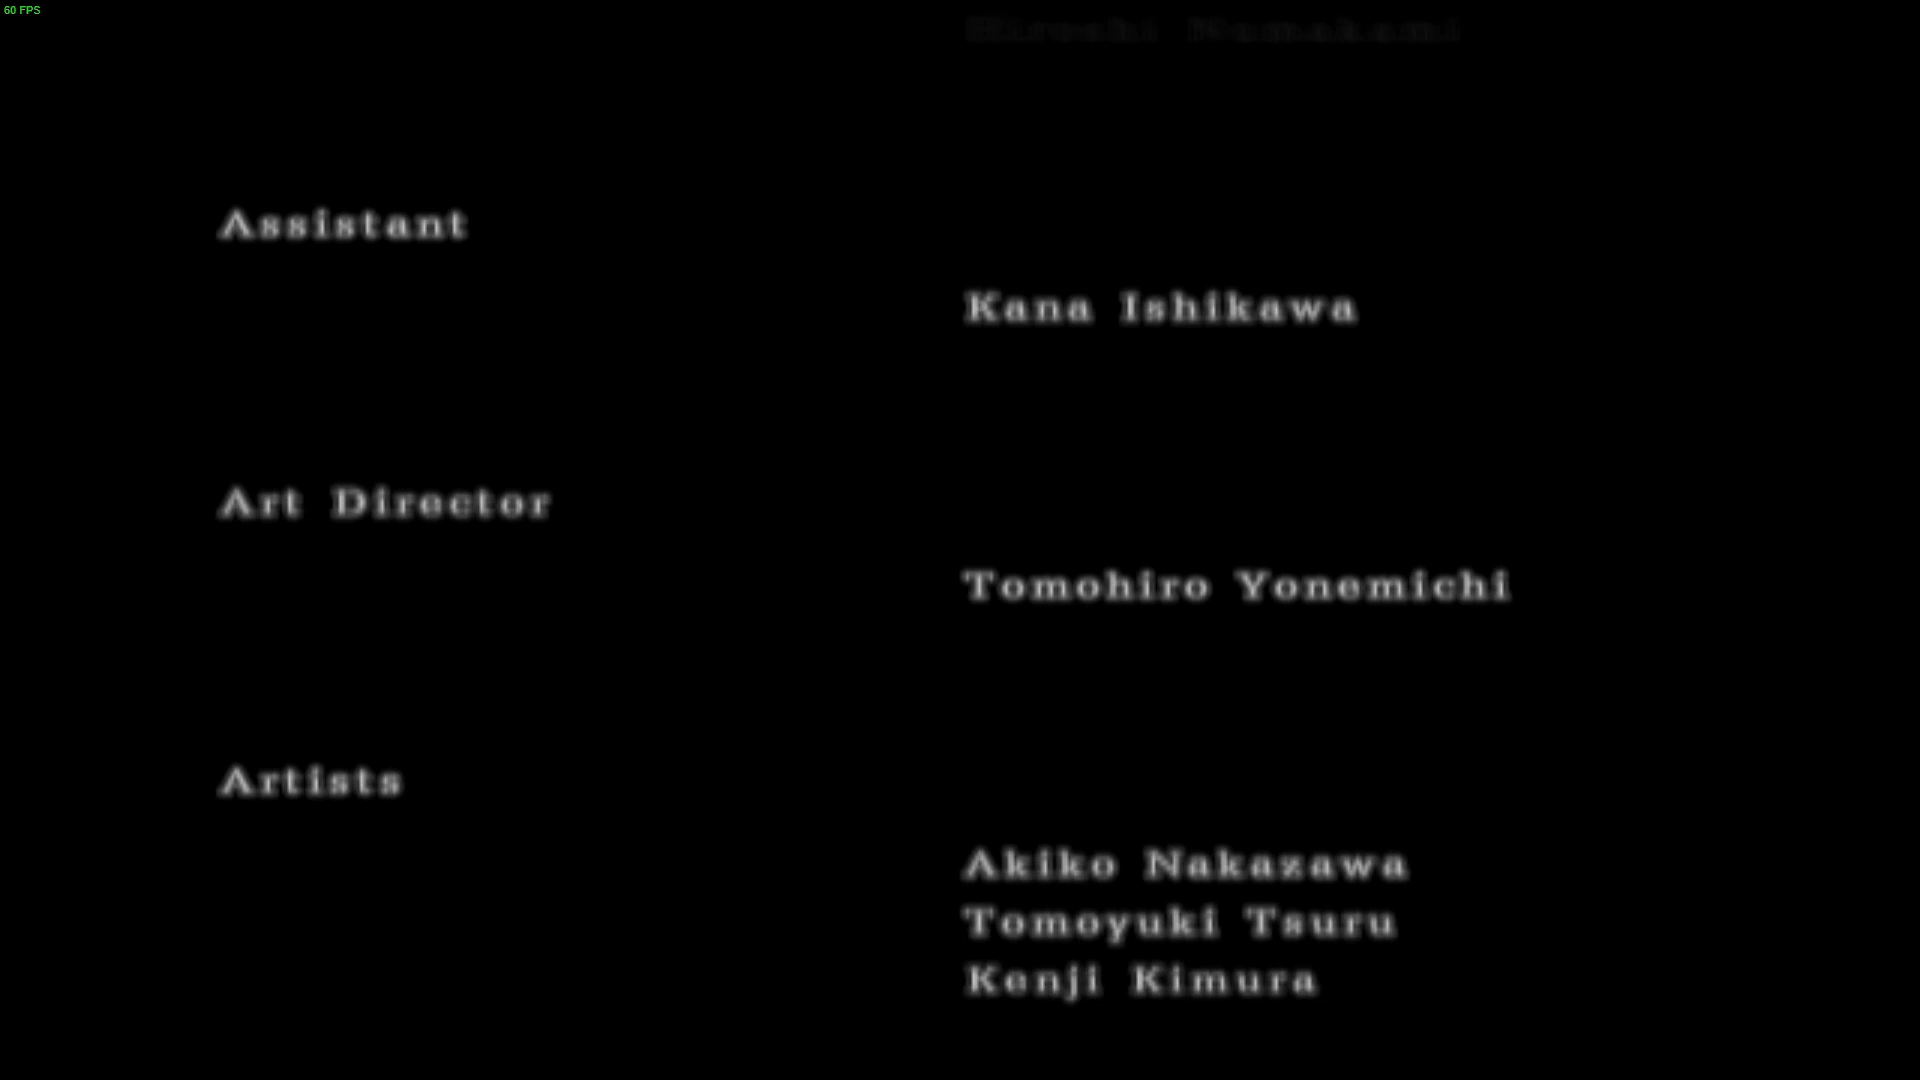 60 FPS
Assistant
Kana Ishikawa
Art Director
Tomohiro Yonemichi
Artists
Akiko Nakazawa
Tomoyuki Tsuru
Kenji Kimura